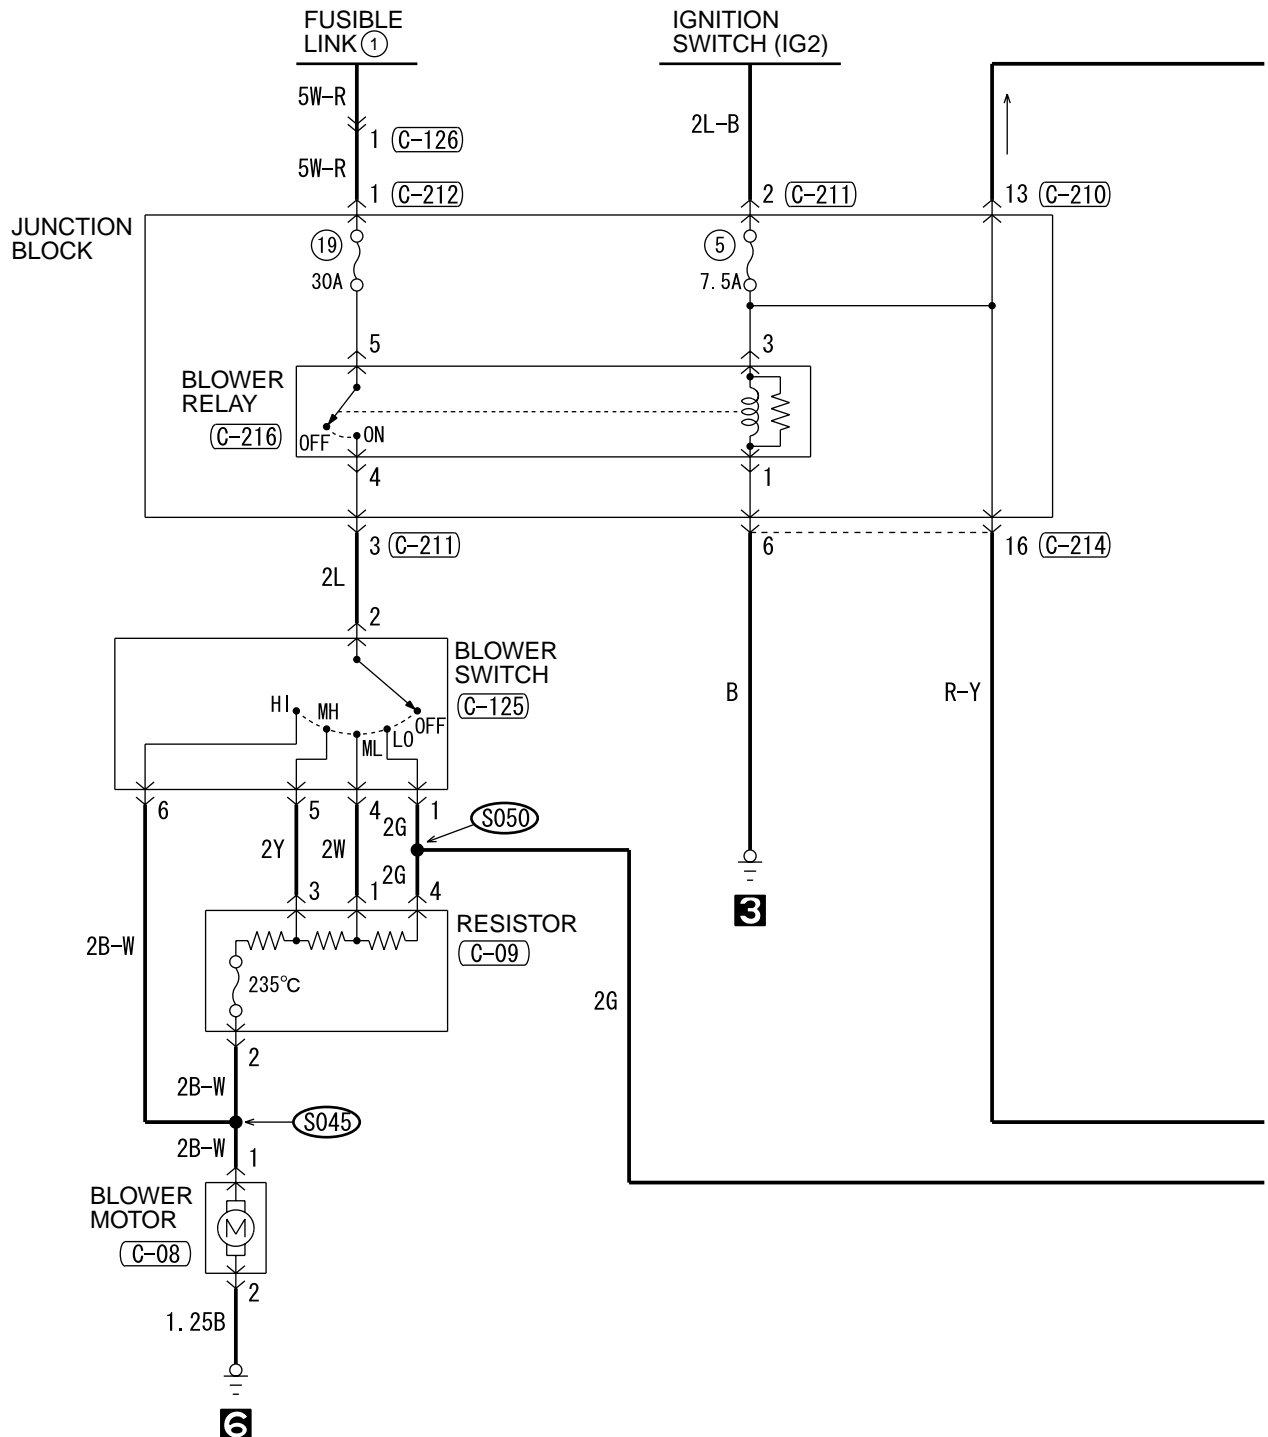 FUSIBLE
LINK ①
IGNITION
SWITCH (IG2)
5W-R
1 C-126
2L-B
5W-R
1 C-212
2 C-211
13 C-210
JUNCTION
BLOCK
19
30A
5
7.5A
5
3
BLOWER
RELAY
C-216
OFF
ON
4
1
3 C-211
6
16 C-214
2L
2
BLOWER
SWITCH
C-125
HI
MH
ML
LO
OFF
B
R-Y
6
5
4
1
S050
2G
2Y
2W
2G
3
1
4
3
RESISTOR
C-09
2B-W
235℃
2G
2
2B-W
S045
2B-W
1
BLOWER
MOTOR
C-08
M
2
1.25B
6